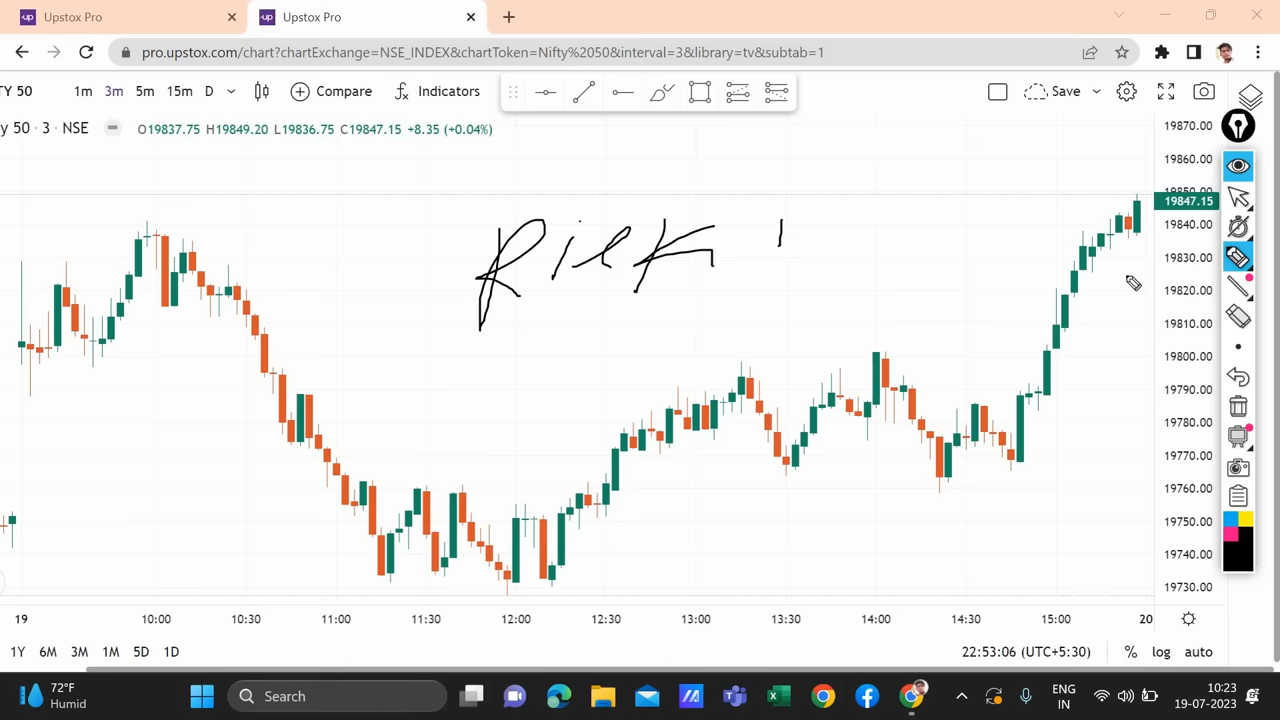 Upstox Pro
Upstox Pro
pro.upstox.com/chart?chartExchange=NSE_INDEX&chartToken=Nifty%2050&interval=3&library=tv&subtab=1
TY 50 1m 3m 5m 15m D Compare Indicators Save
y 50 · 3 · NSE O19837.75 H19849.20 L19836.75 C19847.15 +8.35 (+0.04%)
19870.00
19860.00
19850.00
19847.15
19840.00
19830.00
19820.00
19810.00
19800.00
19790.00
19780.00
19770.00
19760.00
19750.00
19740.00
19730.00
Risk
19 10:00 10:30 11:00 11:30 12:00 12:30 13:00 13:30 14:00 14:30 15:00 20
1Y 6M 3M 1M 5D 1D 22:53:06 (UTC+5:30) % log auto
72°F
Humid
Search
ENG
IN
10:23
19-07-2023